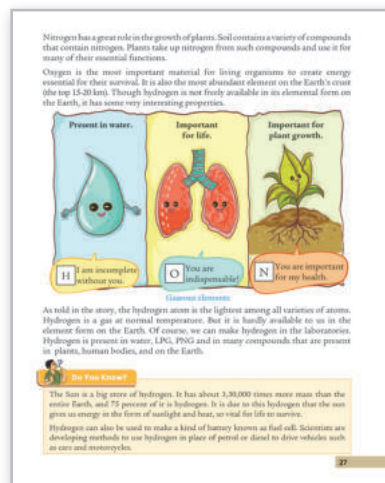 Nitrogen has a great role in the growth of plants. Soil contains a variety of compounds
that contain nitrogen. Plants take up nitrogen from such compounds and use it for
many of their essential functions.
Oxygen is the most important material for living organisms to create energy
essential for their survival. It is also the most abundant element on the Earth's crust
(the top 15-20 km). Though hydrogen is not freely available in its elemental form on
the Earth, it has some very interesting properties.
Present in water.
Important
for life.
Important for
plant growth.
H
I am incomplete
without you.
O
You are
indispensable!
N
You are important
for my health.
Gaseous elements
As told in the story, the hydrogen atom is the lightest among all varieties of atoms.
Hydrogen is a gas at normal temperature. But it is hardly available to us in the
element form on the Earth. Of course, we can make hydrogen in the laboratories.
Hydrogen is present in water, LPG, PNG and in many compounds that are present
in plants, human bodies, and on the Earth.
Do You Know?
The Sun is a big store of hydrogen. It has about 3,30,000 times more mass than the
entire Earth, and 75 percent of it is hydrogen. It is due to this hydrogen that the sun
gives us energy in the form of sunlight and heat, so vital for life to survive.
Hydrogen can also be used to make a kind of battery known as fuel cell. Scientists are
developing methods to use hydrogen in place of petrol or diesel to drive vehicles such
as cars and motorcycles.
27